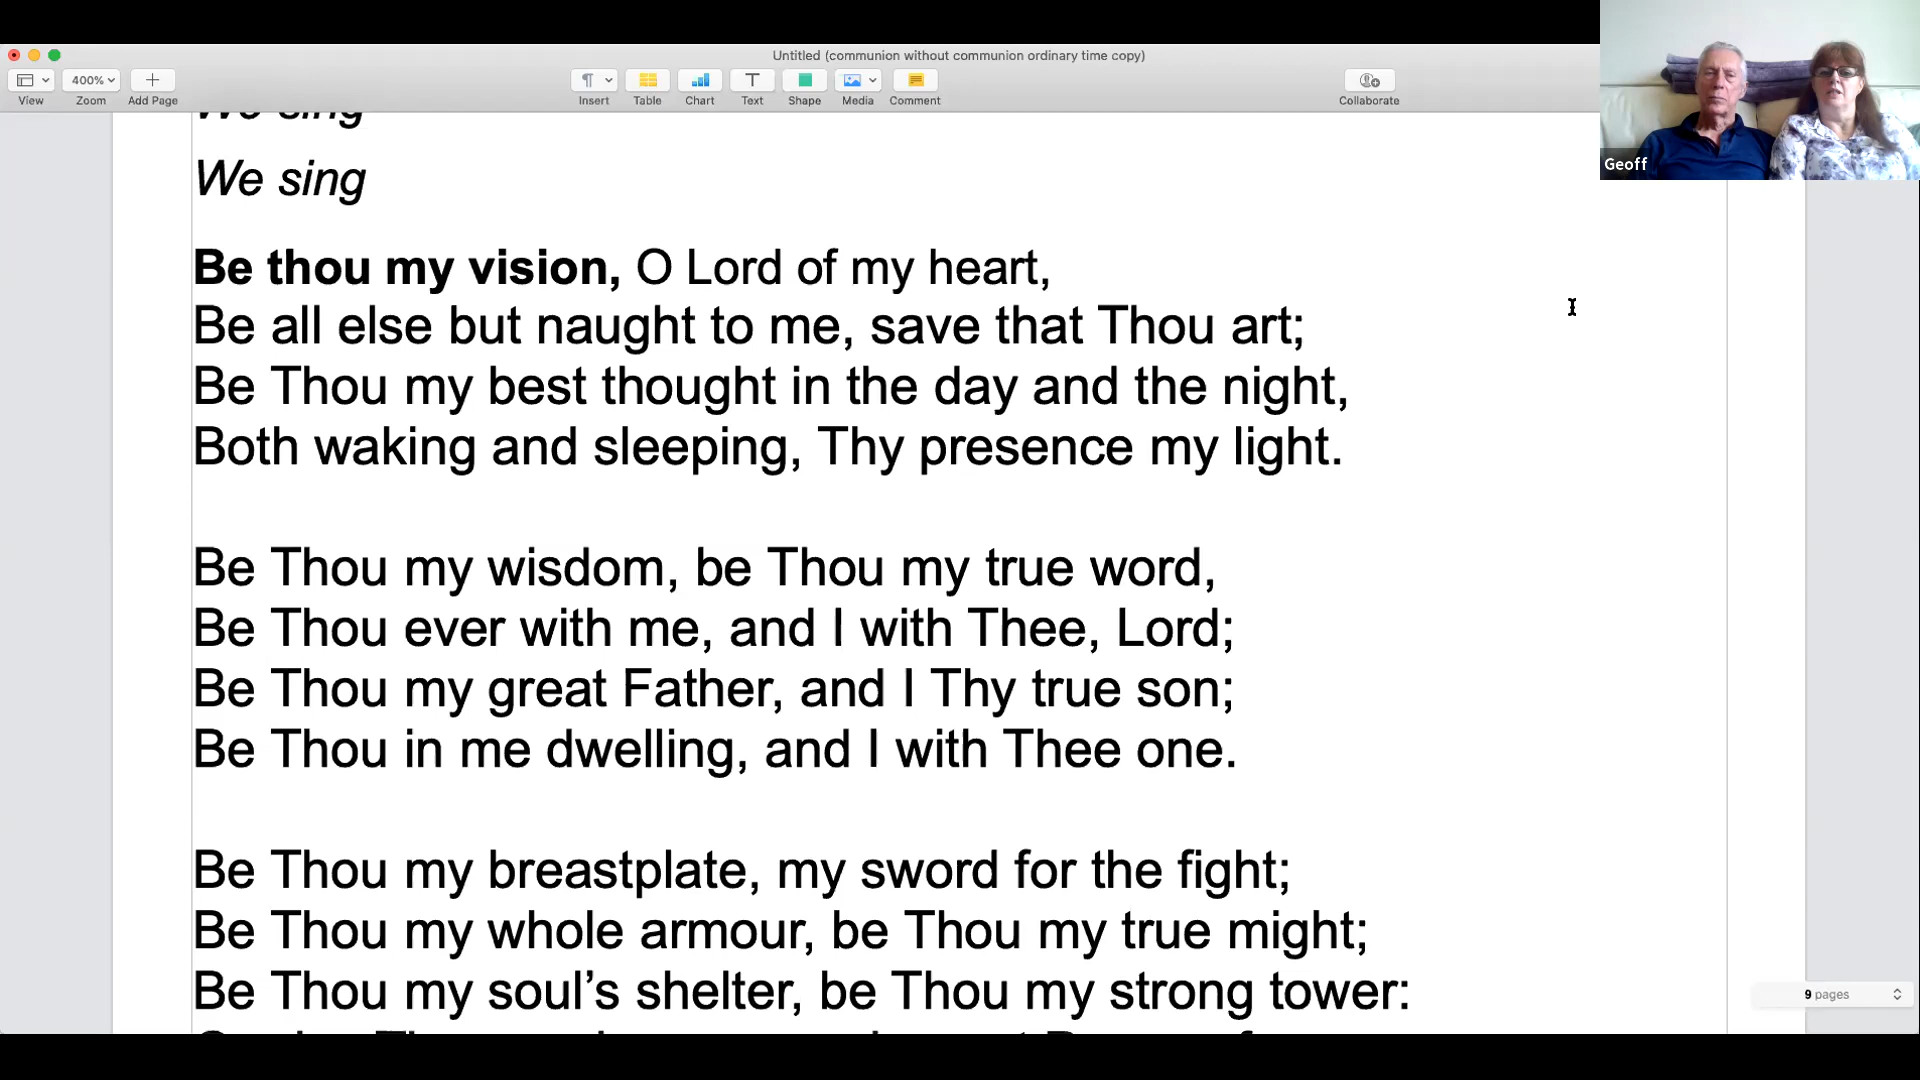 Untitled (communion without communion ordinary time copy)
400%
View Zoom Add Page Insert Table Chart Text Shape Media Comment Collaborate
Geoff
We sing
We sing
Be thou my vision, O Lord of my heart,
Be all else but naught to me, save that Thou art;
Be Thou my best thought in the day and the night,
Both waking and sleeping, Thy presence my light.
Be Thou my wisdom, be Thou my true word,
Be Thou ever with me, and I with Thee, Lord;
Be Thou my great Father, and I Thy true son;
Be Thou in me dwelling, and I with Thee one.
Be Thou my breastplate, my sword for the fight;
Be Thou my whole armour, be Thou my true might;
Be Thou my soul’s shelter, be Thou my strong tower:
9 pages